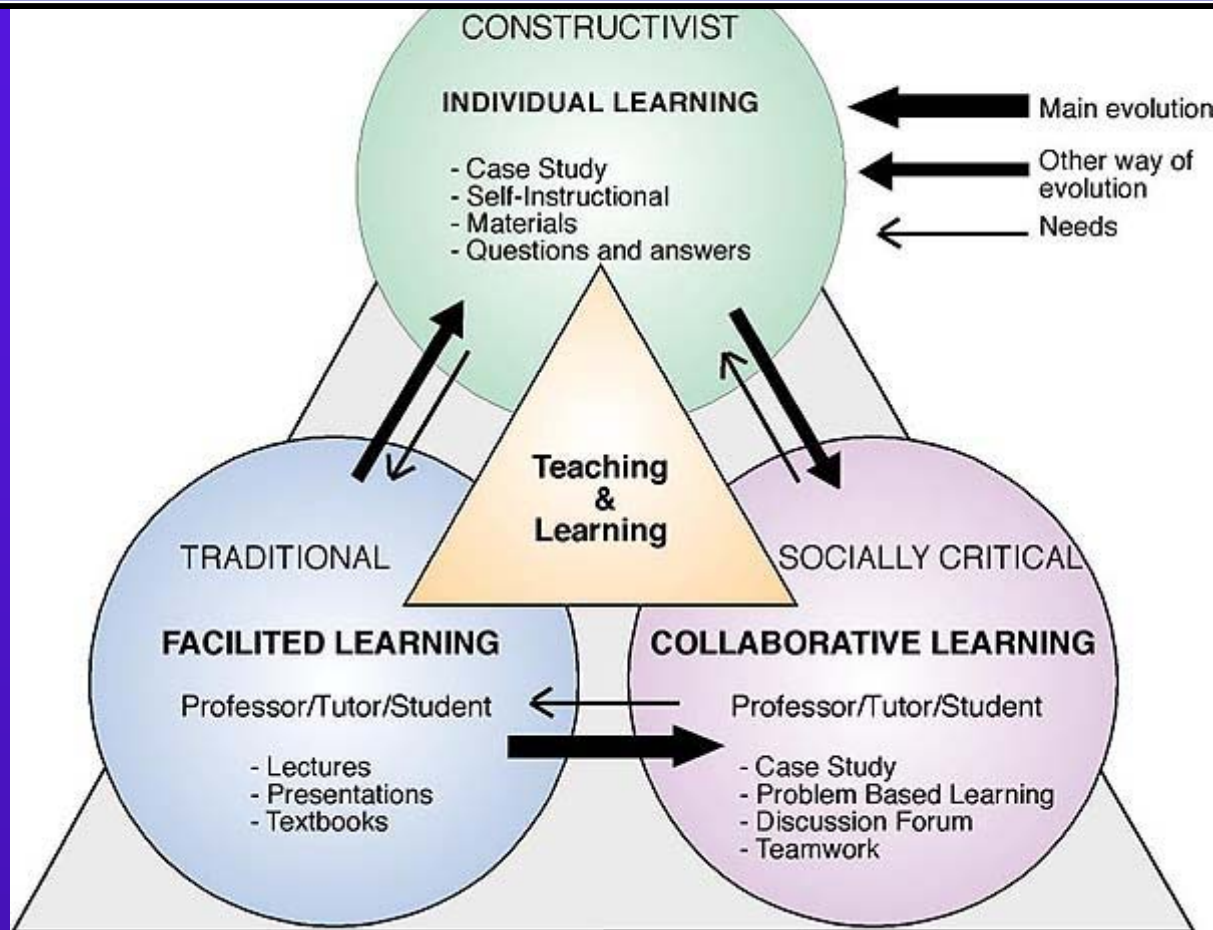 CONSTRUCTIVIST
INDIVIDUAL LEARNING
- Case Study
- Self-Instructional
- Materials
- Questions and answers
Main evolution
Other way of
evolution
Needs
Teaching
&
Learning
TRADITIONAL
FACILITED LEARNING
Professor/Tutor/Student
- Lectures
- Presentations
- Textbooks
SOCIALLY CRITICAL
COLLABORATIVE LEARNING
Professor/Tutor/Student
- Case Study
- Problem Based Learning
- Discussion Forum
- Teamwork